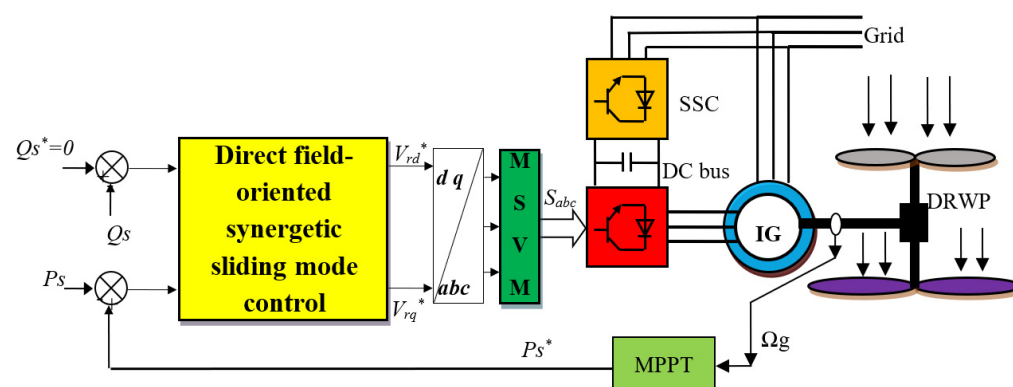 Grid
SSC
DC bus
Qs*=0
Qs
Ps
Direct field-
oriented
synergetic
sliding mode
control
Vrd*
Vrq*
d q
abc
M
S
V
M
Sabc
IG
DRWP
Ωg
MPPT
Ps*